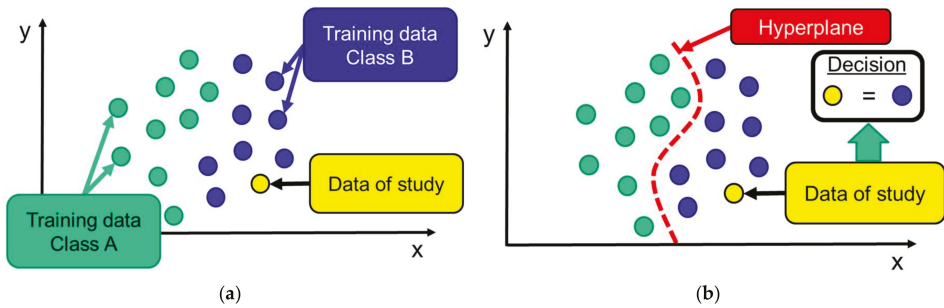 y
Training data
Class B
Data of study
Training data
Class A
x
(a)
y
Hyperplane
Decision
=
Data of study
x
(b)